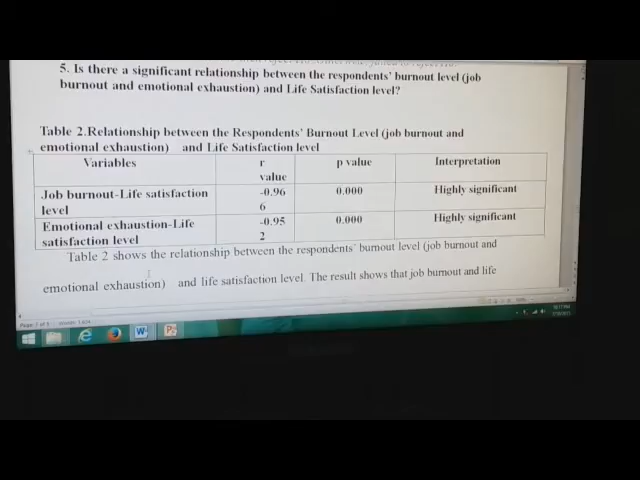 5. Is there a significant relationship between the respondents' burnout level (job
burnout and emotional exhaustion) and Life Satisfaction level?
Table 2.Relationship between the Respondents' Burnout Level (job burnout and
emotional exhaustion) and Life Satisfaction level
Variables r value p value Interpretation
Job burnout-Life satisfaction level -0.96 6 0.000 Highly significant
Emotional exhaustion-Life satisfaction level -0.95 2 0.000 Highly significant
Table 2 shows the relationship between the respondents' burnout level (job burnout and
emotional exhaustion) and life satisfaction level. The result shows that job burnout and life